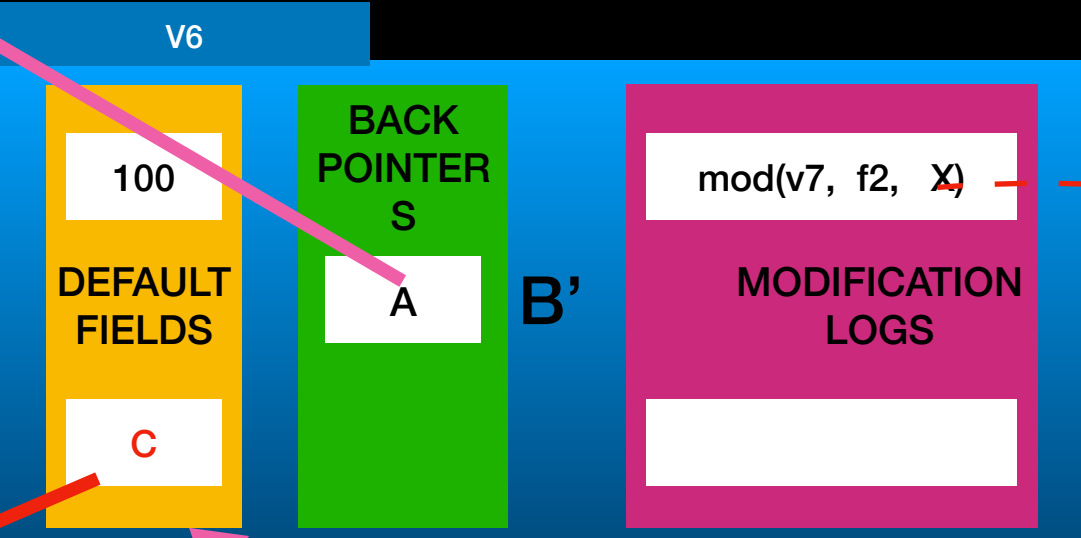 V6
100
DEFAULT
FIELDS
C
BACK
POINTER
S
A
B’
mod(v7, f2, X)
MODIFICATION
LOGS